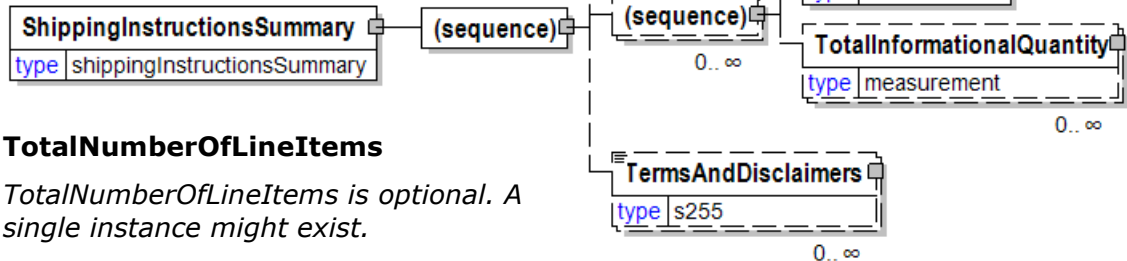 ShippingInstructionsSummary
type shippingInstructionsSummary
(sequence)
(sequence)
0.. ∞
TotalInformationalQuantity
type measurement
0.. ∞
TotalNumberOfLineItems
TotalNumberOfLineItems is optional. A
single instance might exist.
TermsAndDisclaimers
type s255
0.. ∞